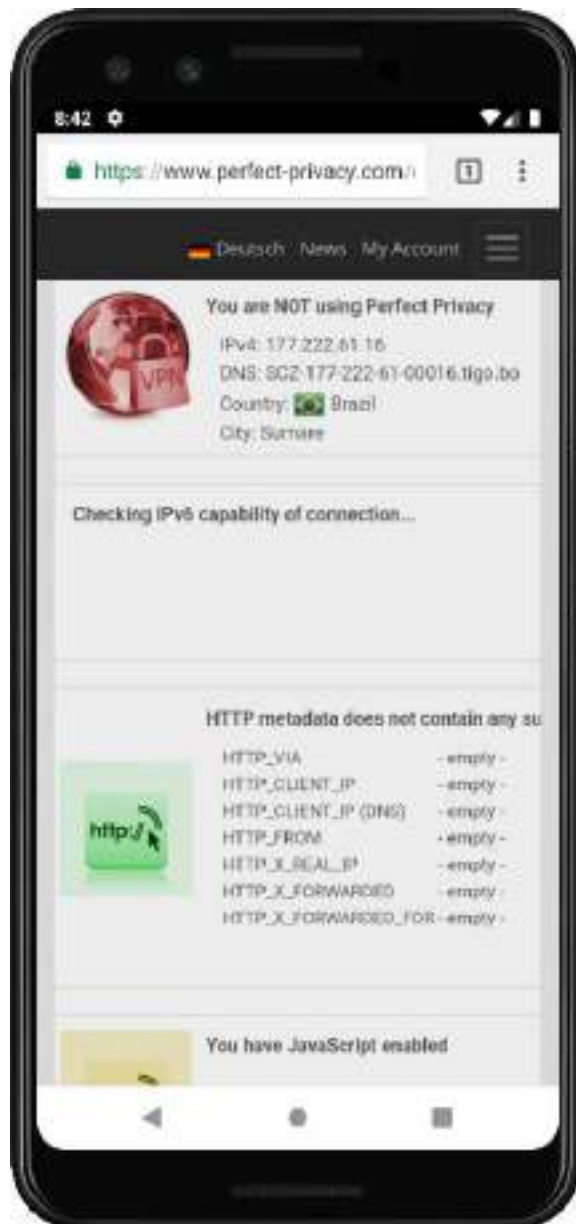 8:42
https://www.perfect-privacy.com/
1
Deutsch News My Account
VPN
You are NOT using Perfect Privacy
IPv4: 177.222.61.16
DNS: SCZ-177-222-61-00016.tigo.bo
Country: Brazil
City: Sumare
Checking IPv6 capability of connection...
HTTP metadata does not contain any su
http://
HTTP_VIA - empty -
HTTP_CLIENT_IP - empty -
HTTP_CLIENT_IP (DNS) - empty -
HTTP_FROM - empty -
HTTP_X_REAL_IP - empty -
HTTP_X_FORWARDED - empty -
HTTP_X_FORWARDED_FOR - empty -
You have JavaScript enabled